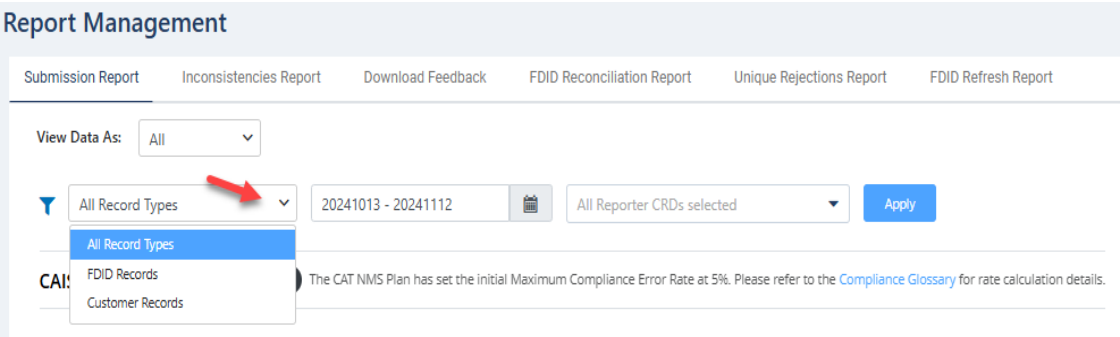 Report Management
Submission Report Inconsistencies Report Download Feedback FDID Reconciliation Report Unique Rejections Report FDID Refresh Report
View Data As: All
All Record Types 20241013 - 20241112 All Reporter CRDs selected Apply
All Record Types
FDID Records
CAIS The CAT NMS Plan has set the initial Maximum Compliance Error Rate at 5%. Please refer to the Compliance Glossary for rate calculation details.
Customer Records